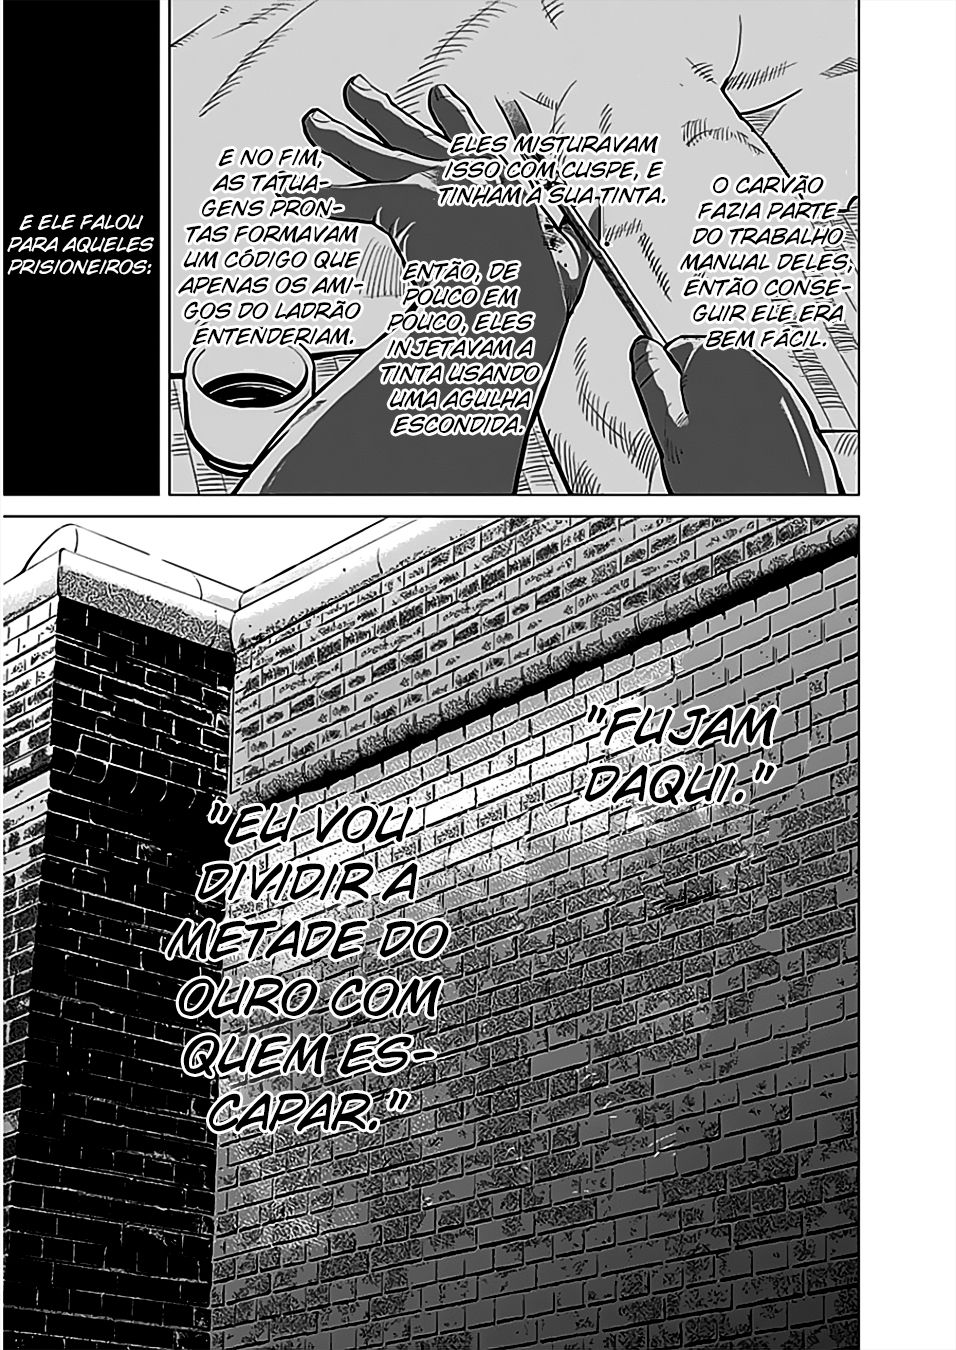 O CARVÃO
FAZIA PARTE
DO TRABALHO
MANUAL DELES,
ENTÃO CONSE-
GUIR ELE ERA
BEM FÁCIL.
ELES MISTURAVAM
ISSO COM CUSPE, E
TINHAM A SUA TINTA.
ENTÃO, DE
POUCO EM
POUCO, ELES
INJETAVAM A
TINTA USANDO
UMA AGULHA
ESCONDIDA.
E NO FIM,
AS TATUA-
GENS PRON-
TAS FORMAVAM
UM CÓDIGO QUE
APENAS OS AMI-
GOS DO LADRÃO
ENTENDERIAM.
E ELE FALOU
PARA AQUELES
PRISIONEIROS:
"FUJAM
DAQUI."
"EU VOU
DIVIDIR A
METADE DO
OURO COM
QUEM ES-
CAPAR."